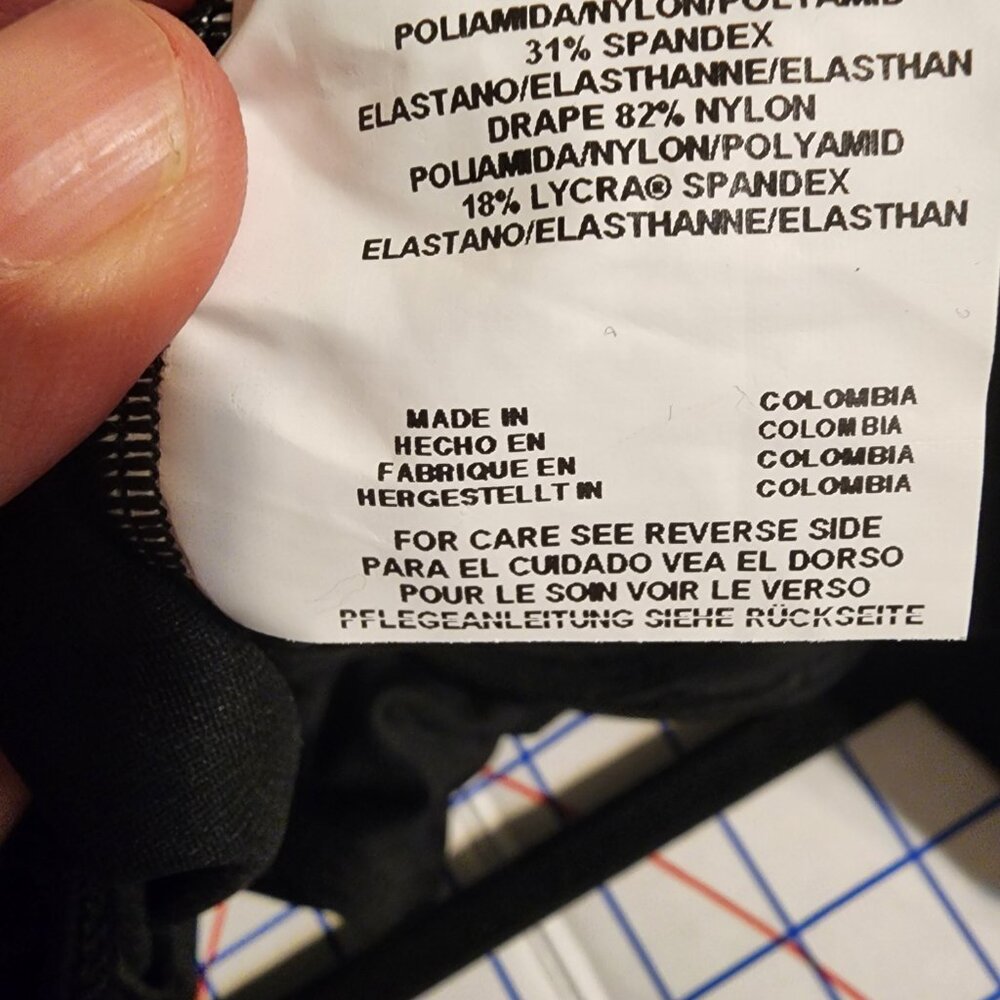 POLIAMIDA/NYLON/POLYAMID
31% SPANDEX
ELASTANO/ELASTHANNE/ELASTHAN
DRAPE 82% NYLON
POLIAMIDA/NYLON/POLYAMID
18% LYCRA® SPANDEX
ELASTANO/ELASTHANNE/ELASTHAN
MADE IN COLOMBIA
HECHO EN COLOMBIA
FABRIQUE EN COLOMBIA
HERGESTELLT IN COLOMBIA
FOR CARE SEE REVERSE SIDE
PARA EL CUIDADO VEA EL DORSO
POUR LE SOIN VOIR LE VERSO
PFLEGEANLEITUNG SIEHE RÜCKSEITE